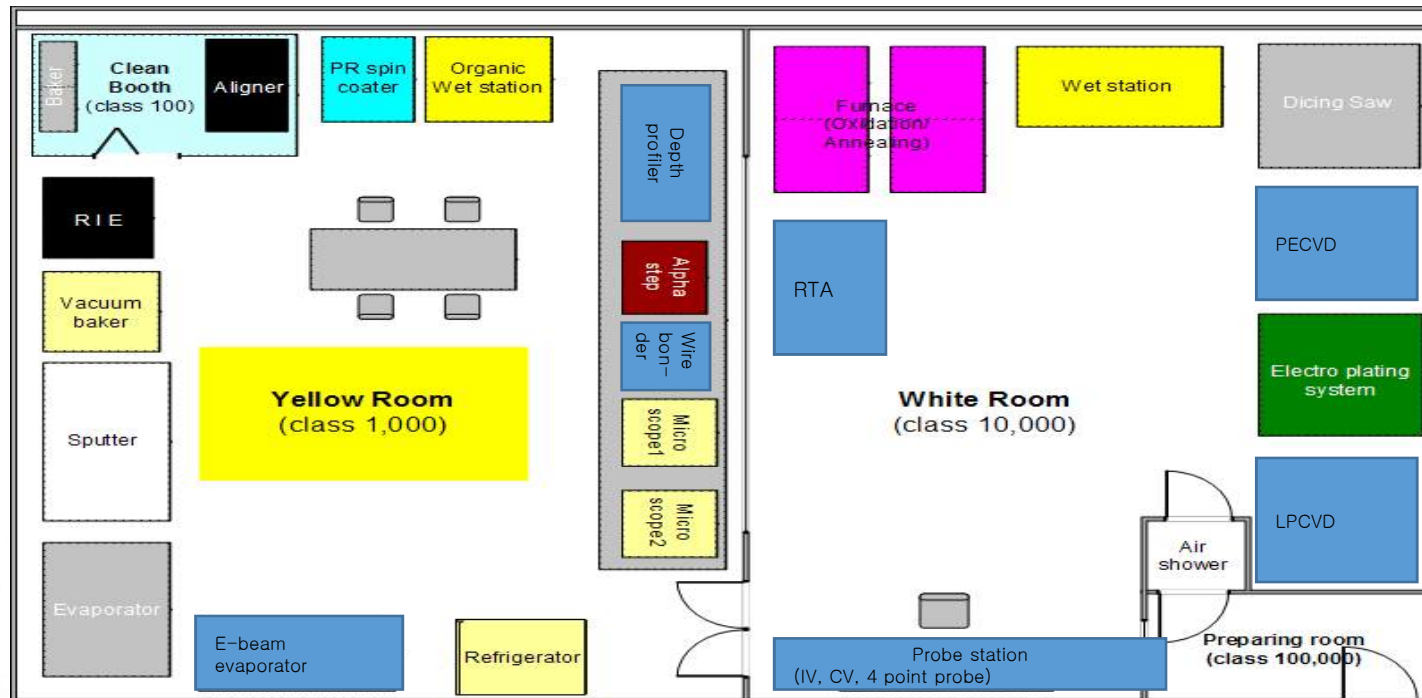 Baker
Clean
Booth
(class 100)
Aligner
PR spin
coater
Organic
Wet station
Depth
profiler
RIE
Alpha
step
Vacuum
baker
Wire
bon-
der
Yellow Room
(class 1,000)
Micro
scope1
Sputter
Micro
scope2
Evaporator
E-beam
evaporator
Refrigerator
Furnace
(Oxidation/
Annealing)
Wet station
Dicing Saw
PECVD
RTA
Electro plating
system
White Room
(class 10,000)
LPCVD
Air
shower
Preparing room
(class 100,000)
Probe station
(IV, CV, 4 point probe)